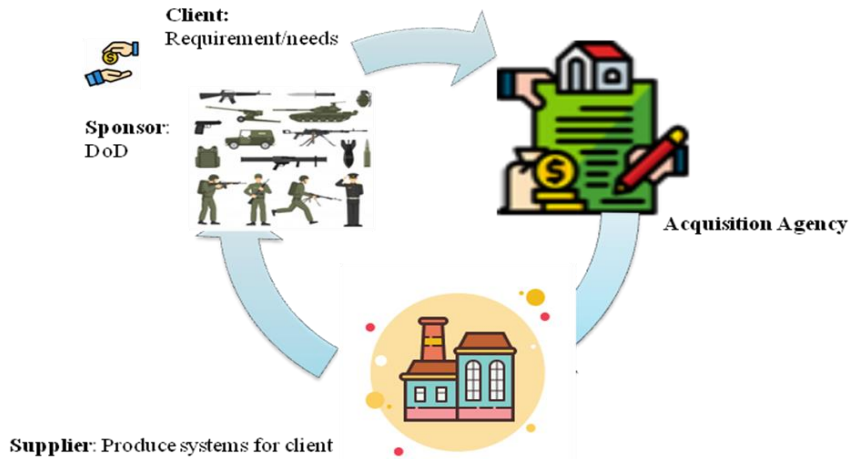 Client:
Requirement/needs
Sponsor:
DoD
$
$
Acquisition Agency
Supplier: Produce systems for client